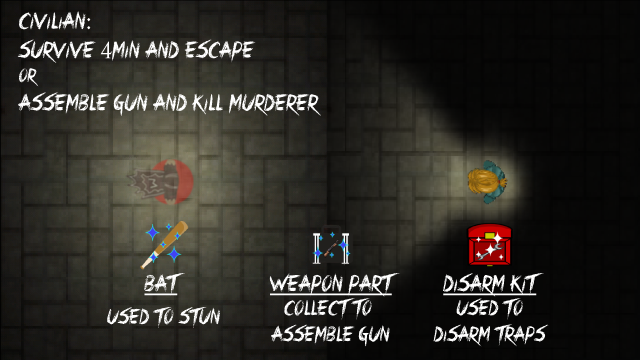 CIVILIAN:
SURVIVE 4MIN AND ESCAPE
OR
ASSEMBLE GUN AND KILL MURDERER
BAT
USED TO STUN
WEAPON PART
COLLECT TO
ASSEMBLE GUN
DISARM KIT
USED TO
DISARM TRAPS